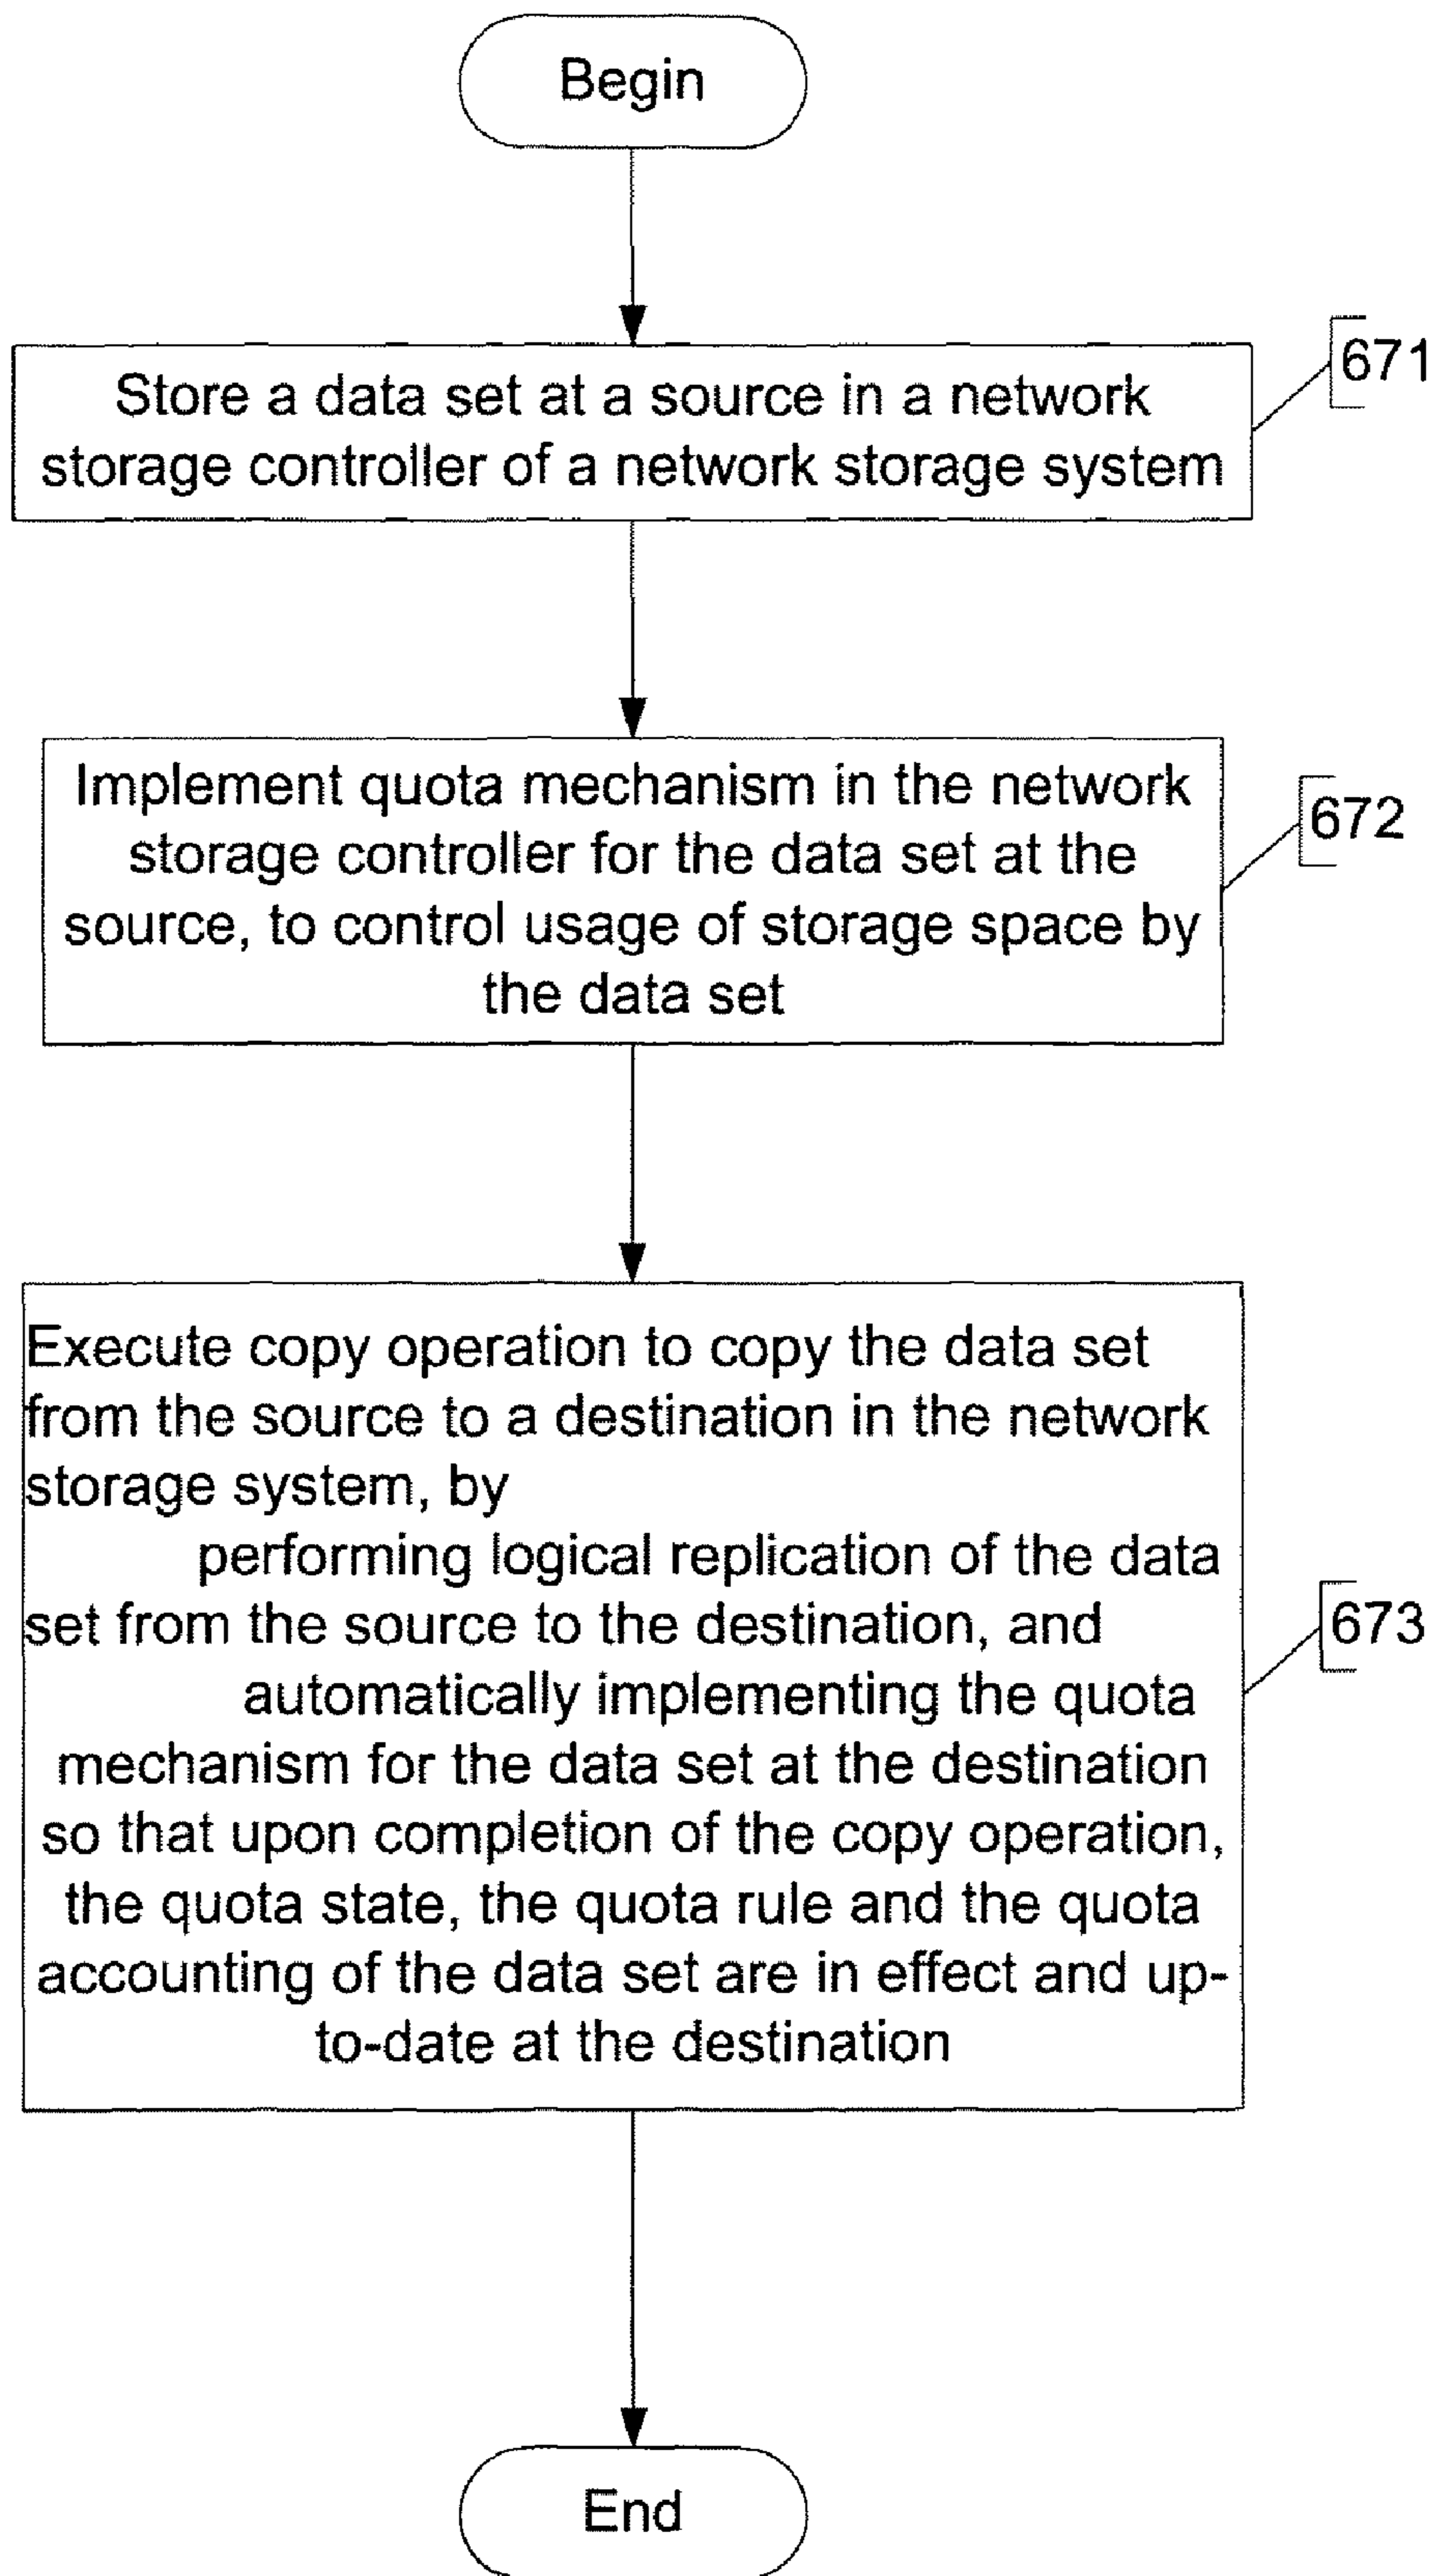 Begin
Store a data set at a source in a network
storage controller of a network storage system
671
Implement quota mechanism in the network
storage controller for the data set at the
source, to control usage of storage space by
the data set
672
Execute copy operation to copy the data set
from the source to a destination in the network
storage system, by
performing logical replication of the data
set from the source to the destination, and
automatically implementing the quota
mechanism for the data set at the destination
so that upon completion of the copy operation,
the quota state, the quota rule and the quota
accounting of the data set are in effect and up-
to-date at the destination
673
End